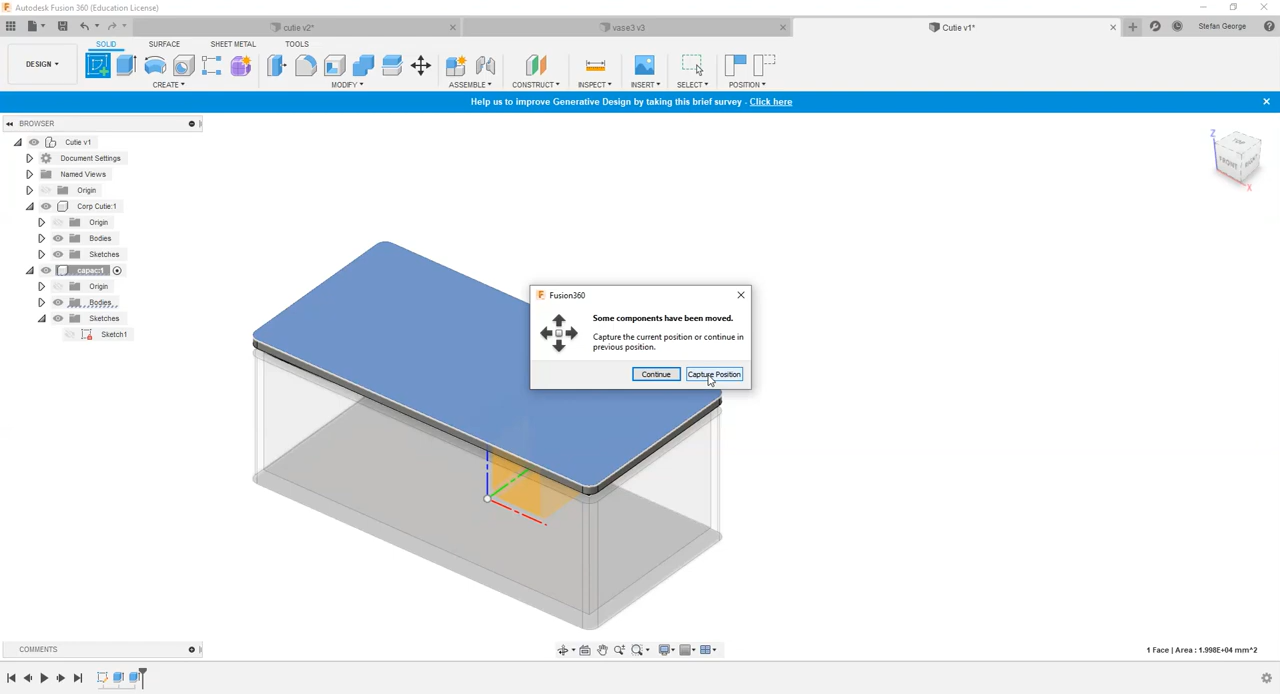 Autodesk Fusion 360 (Education License)
cutie v2*
vase3 v3
Cutie v1*
Stefan George
SOLID
SURFACE
SHEET METAL
TOOLS
DESIGN
CREATE
MODIFY
ASSEMBLE
CONSTRUCT
INSPECT
INSERT
SELECT
POSITION
Help us to improve Generative Design by taking this brief survey - Click here
BROWSER
Cutie v1
Document Settings
Named Views
Origin
Corp Cutie:1
Origin
Bodies
Sketches
capac:1
Origin
Bodies
Sketches
Sketch1
Z
TOP
FRONT
RIGHT
X
Fusion360
Some components have been moved.
Capture the current position or continue in
previous position.
Continue
Capture Position
COMMENTS
1 Face | Area : 1.998E+04 mm^2